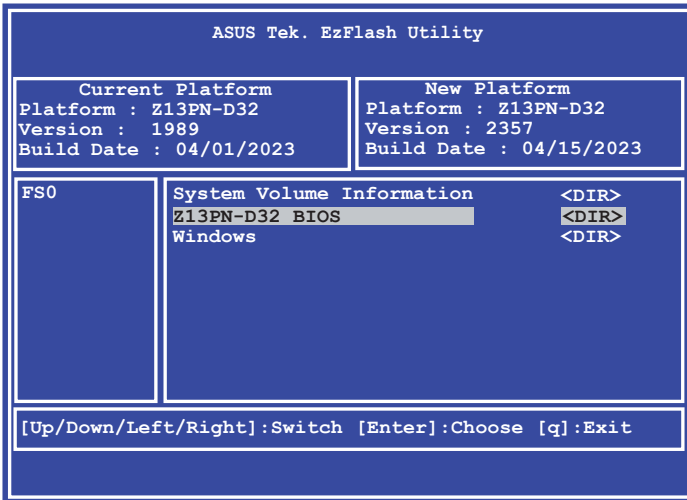 ASUS Tek. EzFlash Utility
Current Platform
Platform : Z13PN-D32
Version : 1989
Build Date : 04/01/2023
New Platform
Platform : Z13PN-D32
Version : 2357
Build Date : 04/15/2023
FS0
System Volume Information <DIR>
Z13PN-D32 BIOS <DIR>
Windows <DIR>
[Up/Down/Left/Right]:Switch [Enter]:Choose [q]:Exit